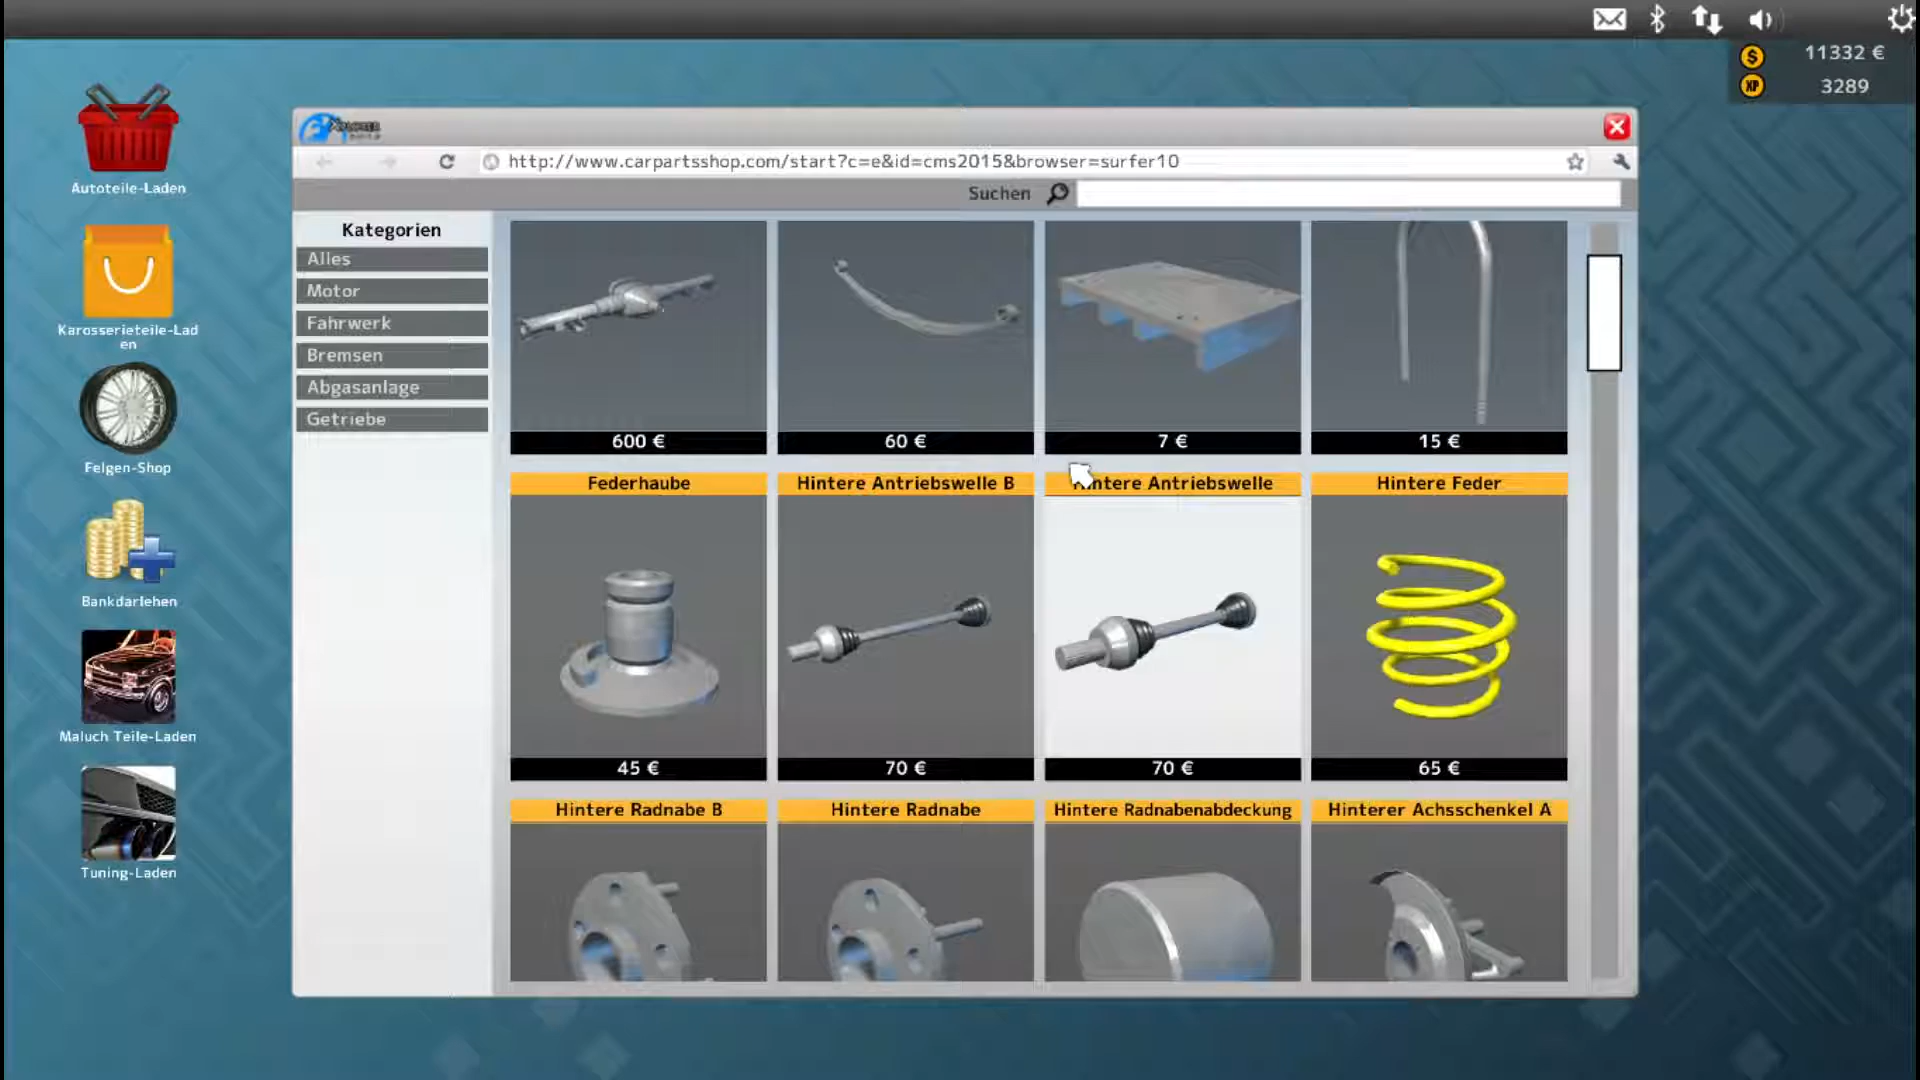 11332 €
3289
Autoteile-Laden
Karosserieteile-Lad
en
Felgen-Shop
Bankdarlehen
Maluch Teile-Laden
Tuning-Laden
http://www.carpartsshop.com/start?c=e&id=cms2015&browser=surfer10
Suchen
Kategorien
Alles
Motor
Fahrwerk
Bremsen
Abgasanlage
Getriebe
600 €
60 €
7 €
15 €
Federhaube
Hintere Antriebswelle B
Hintere Antriebswelle
Hintere Feder
45 €
70 €
70 €
65 €
Hintere Radnabe B
Hintere Radnabe
Hintere Radnabenabdeckung
Hinterer Achsschenkel A